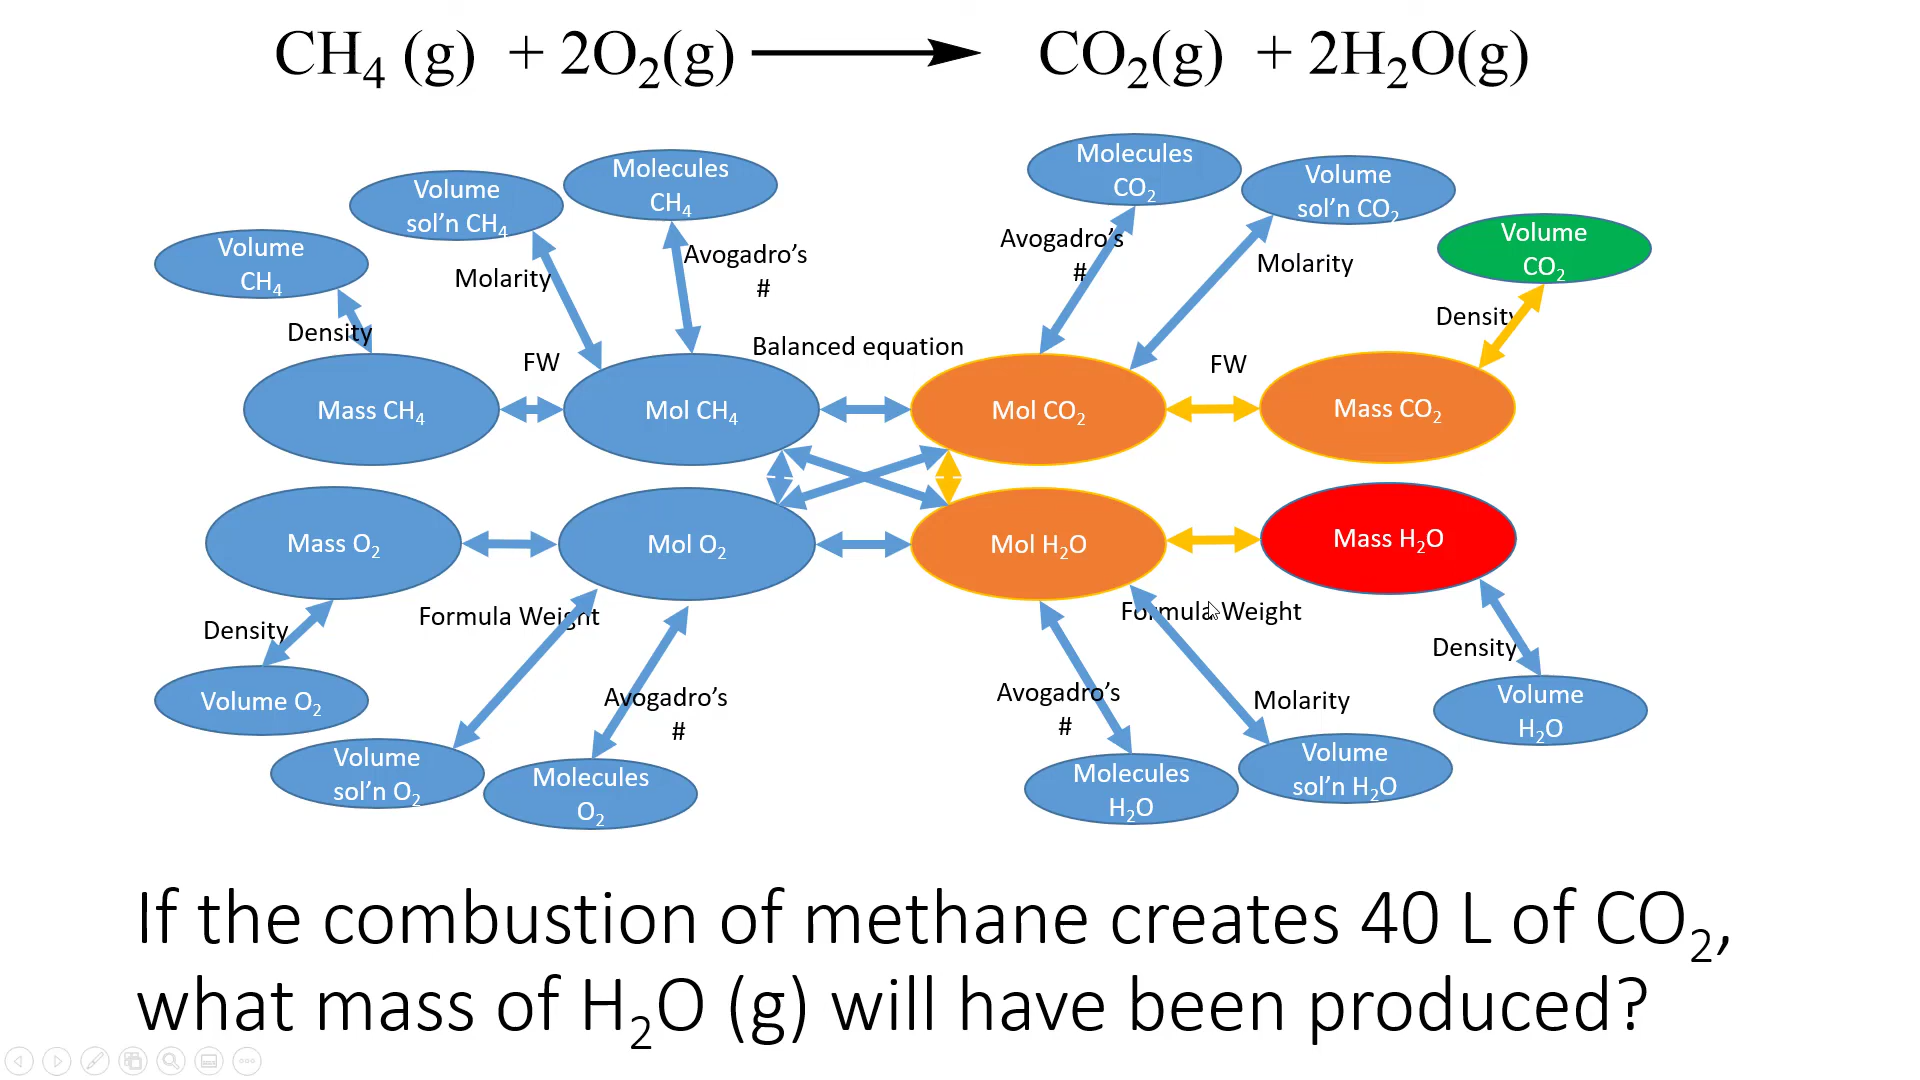 CH₄ (g) + 2O₂(g) ⟶ CO₂(g) + 2H₂O(g)
Molecules
CH₄
Volume
sol’n CH₄
Volume
CH₄
Molecules
CO₂
Volume
sol’n CO₂
Volume
CO₂
Avogadro’s
#
Molarity
Density
Avogadro’s
#
Molarity
Density
FW
Balanced equation
FW
Mass CH₄
Mol CH₄
Mol CO₂
Mass CO₂
Mass O₂
Mol O₂
Mol H₂O
Mass H₂O
Density
Formula Weight
Formula Weight
Density
Avogadro’s
#
Avogadro’s
#
Molarity
Volume O₂
Volume
sol’n O₂
Molecules
O₂
Molecules
H₂O
Volume
sol’n H₂O
Volume
H₂O
If the combustion of methane creates 40 L of CO₂,
what mass of H₂O (g) will have been produced?